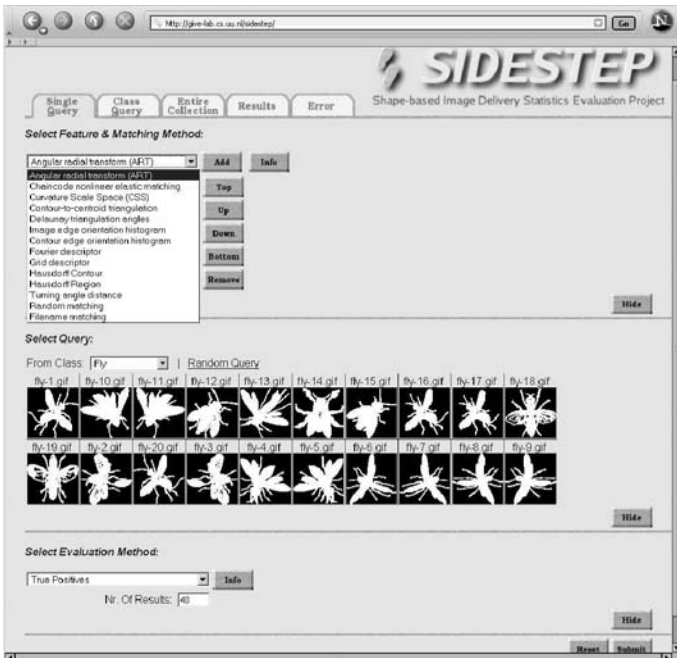 http://give-lab.cs.uu.nl/sidestep/
Go
N
SIDESTEP
Shape-based Image Delivery Statistics Evaluation Project
Single Query
Class Query
Entire Collection
Results
Error
Select Feature & Matching Method:
Angular radial transform (ART)
Add
Info
Angular radial transform (ART)
Chaincode nonlinear elastic matching
Curvature Scale Space (CSS)
Contour-to-centroid triangulation
Delaunay triangulation angles
Image edge orientation histogram
Contour edge orientation histogram
Fourier descriptor
Grid descriptor
Hausdorff Contour
Hausdorff Region
Turning angle distance
Random matching
Filename matching
Top
Up
Down
Bottom
Remove
Hide
Select Query:
From Class: Fly | Random Query
fly-1.gif fly-10.gif fly-11.gif fly-12.gif fly-13.gif fly-14.gif fly-15.gif fly-16.gif fly-17.gif fly-18.gif
fly-19.gif fly-2.gif fly-20.gif fly-3.gif fly-4.gif fly-5.gif fly-6.gif fly-7.gif fly-8.gif fly-9.gif
Hide
Select Evaluation Method:
True Positives
Info
Nr. Of Results: 40
Hide
Reset Submit